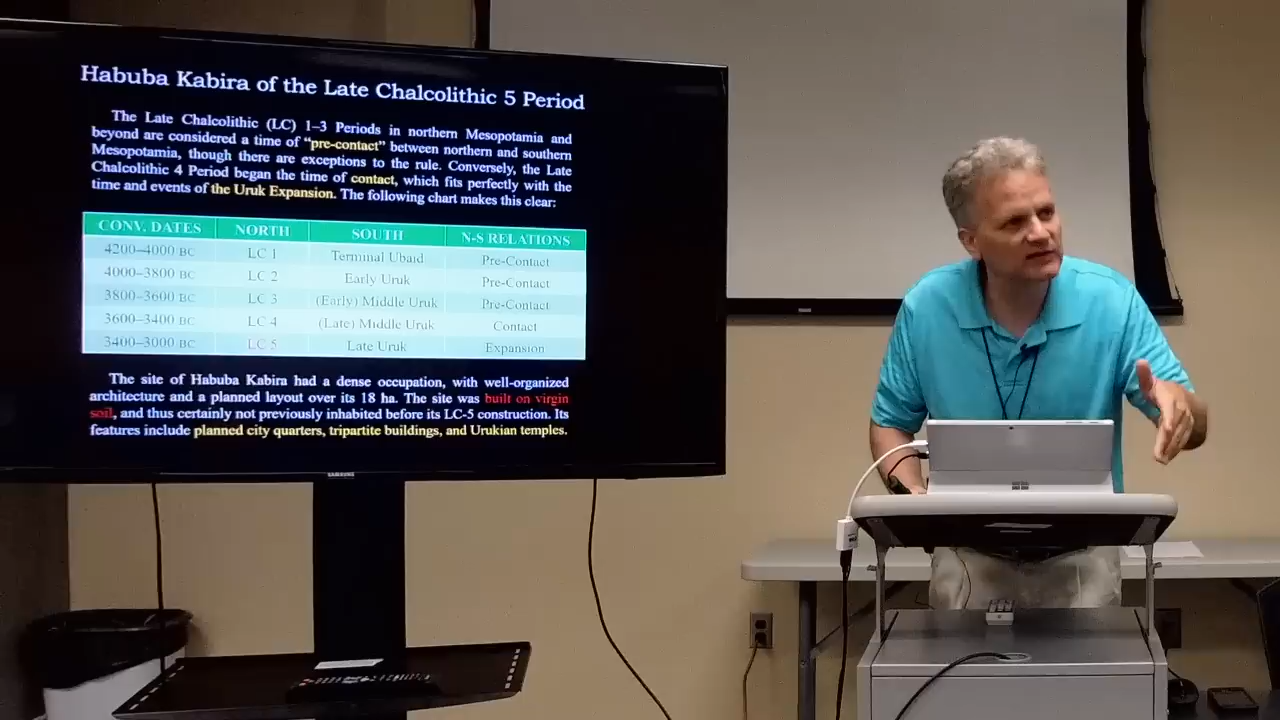 Habuba Kabira of the Late Chalcolithic 5 Period
The Late Chalcolithic (LC) 1–3 Periods in northern Mesopotamia and
beyond are considered a time of “pre-contact” between northern and southern
Mesopotamia, though there are exceptions to the rule. Conversely, the Late
Chalcolithic 4 Period began the time of contact, which fits perfectly with the
time and events of the Uruk Expansion. The following chart makes this clear:
CONV. DATES NORTH SOUTH N-S RELATIONS
4200–4000 BC LC 1 Terminal Ubaid Pre-Contact
4000–3800 BC LC 2 Early Uruk Pre-Contact
3800–3600 BC LC 3 (Early) Middle Uruk Pre-Contact
3600–3400 BC LC 4 (Late) Middle Uruk Contact
3400–3000 BC LC 5 Late Uruk Expansion
The site of Habuba Kabira had a dense occupation, with well-organized
architecture and a planned layout over its 18 ha. The site was built on virgin
soil, and thus certainly not previously inhabited before its LC-5 construction. Its
features include planned city quarters, tripartite buildings, and Urukian temples.
SAMSUNG